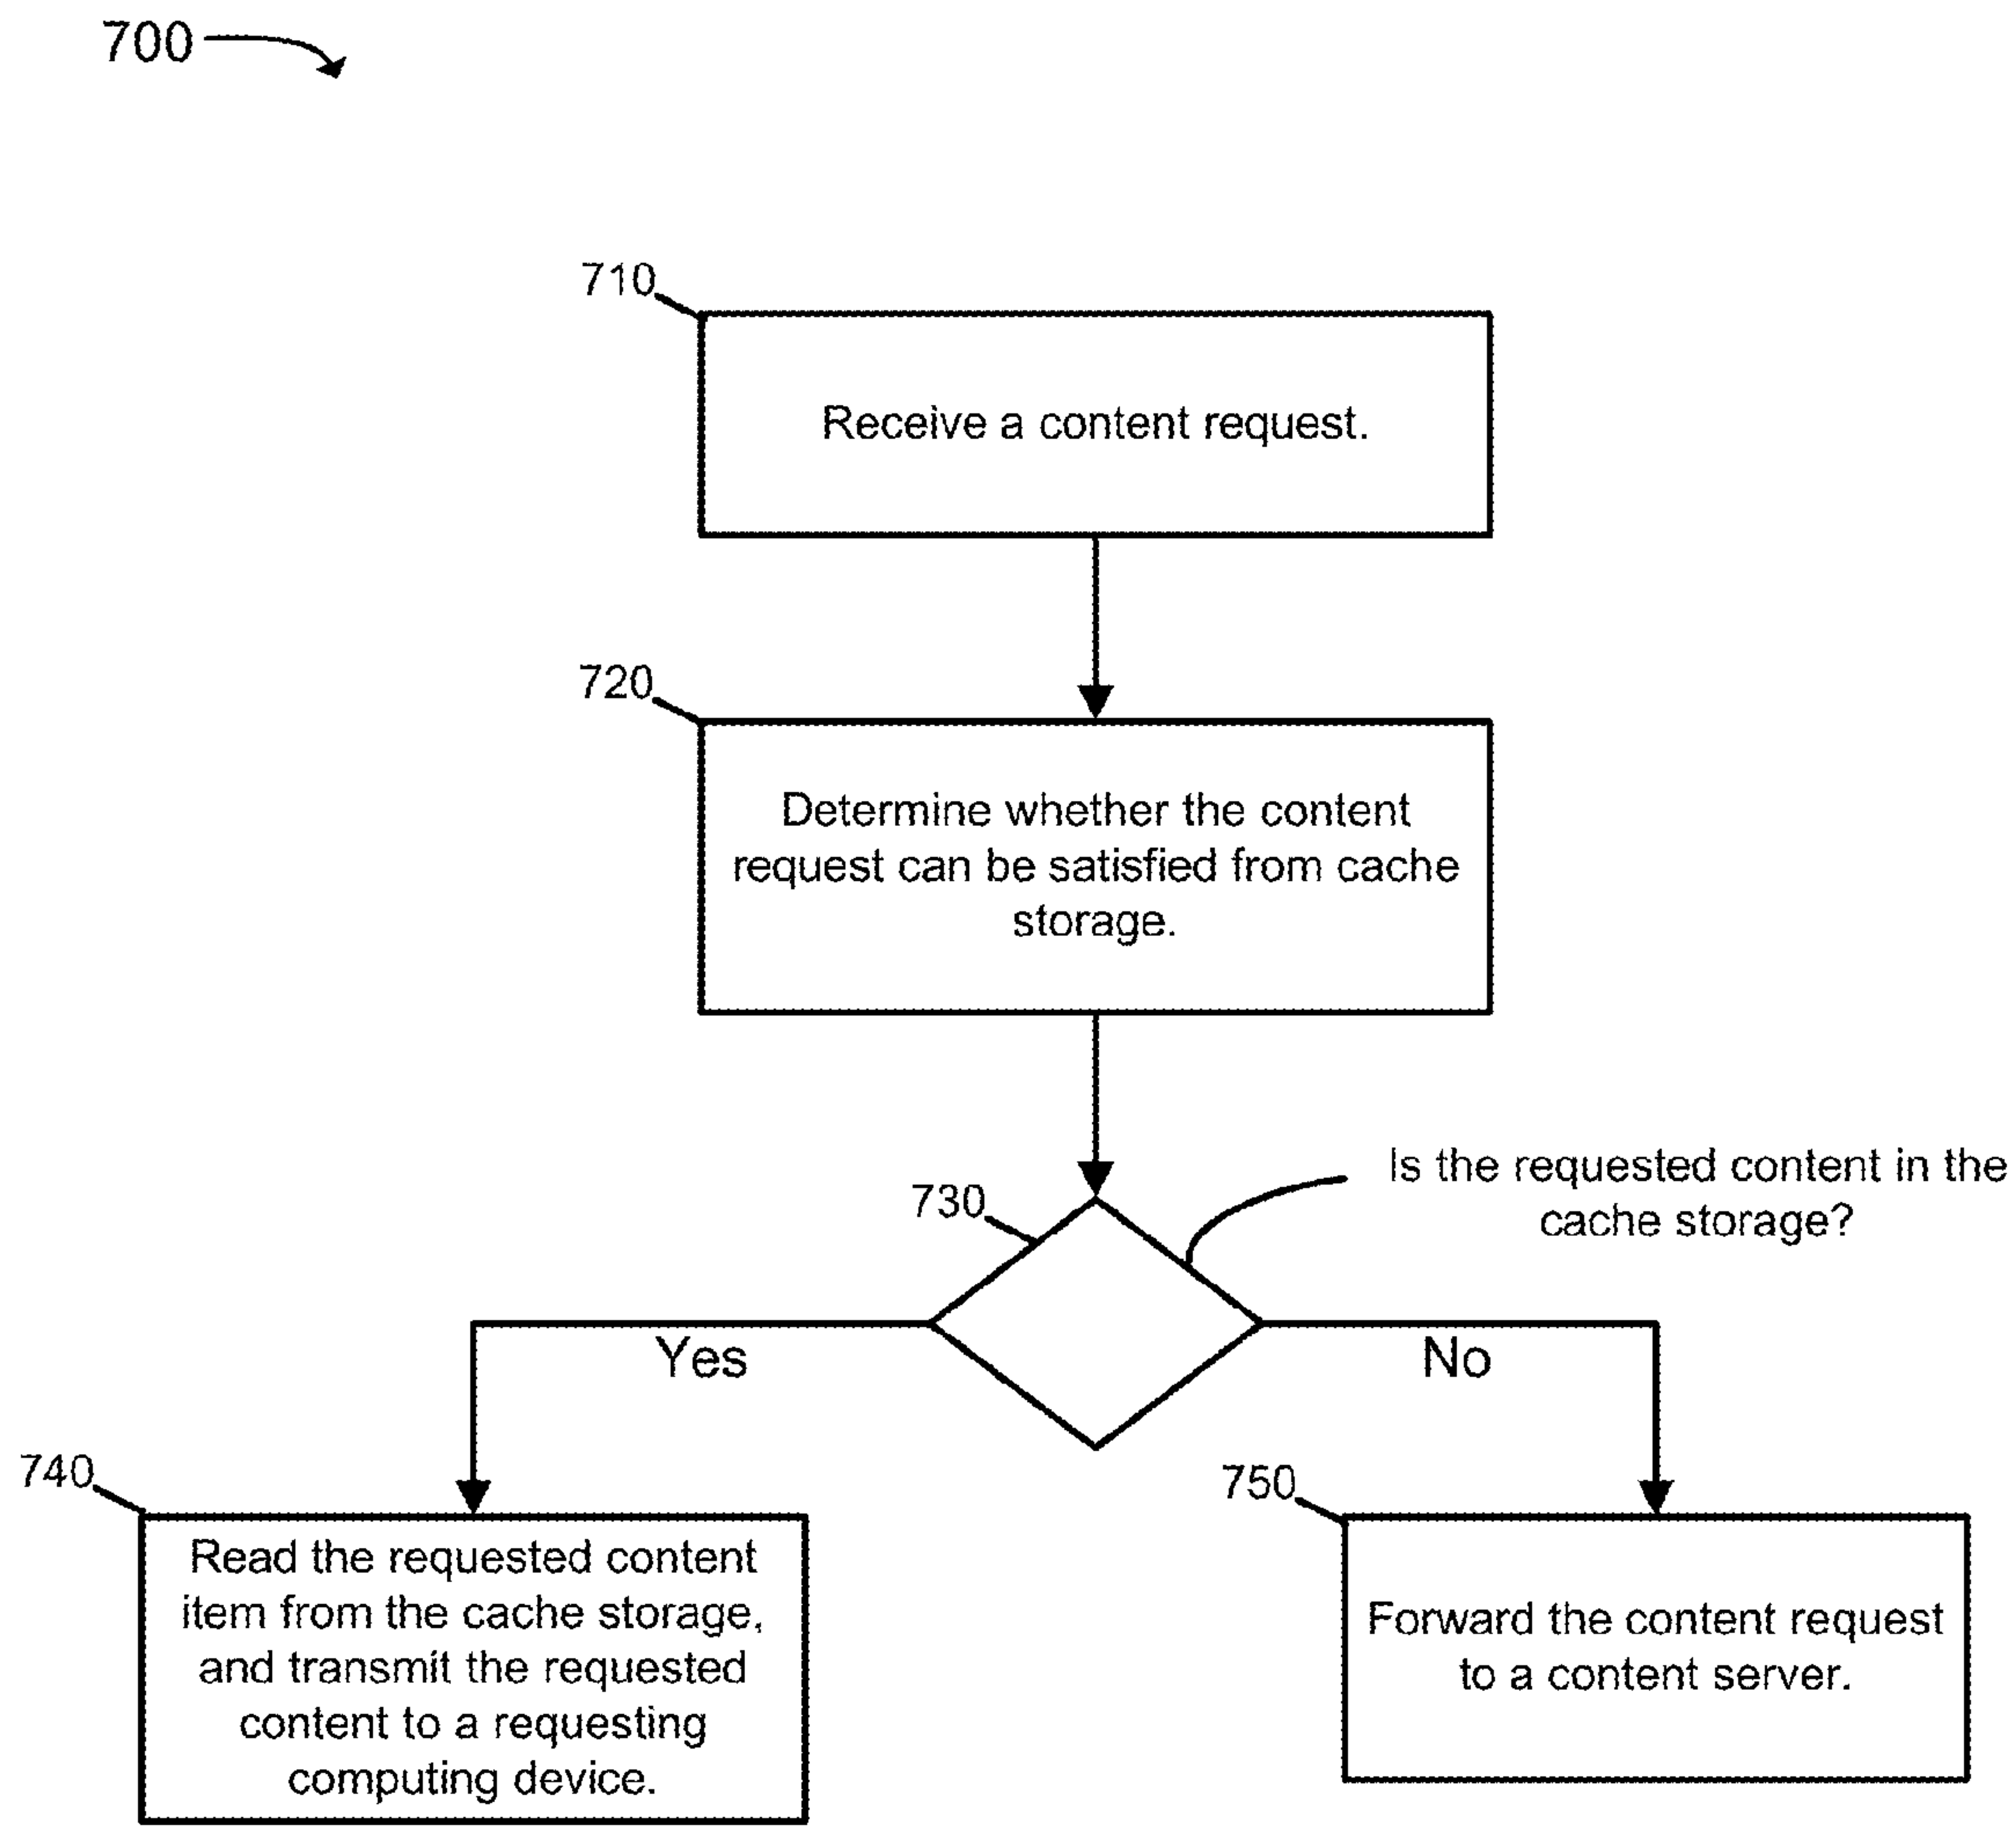 700
710
Receive a content request.
720
Determine whether the content
request can be satisfied from cache
storage.
730
Is the requested content in the
cache storage?
Yes
No
740
Read the requested content
item from the cache storage,
and transmit the requested
content to a requesting
computing device.
750
Forward the content request
to a content server.